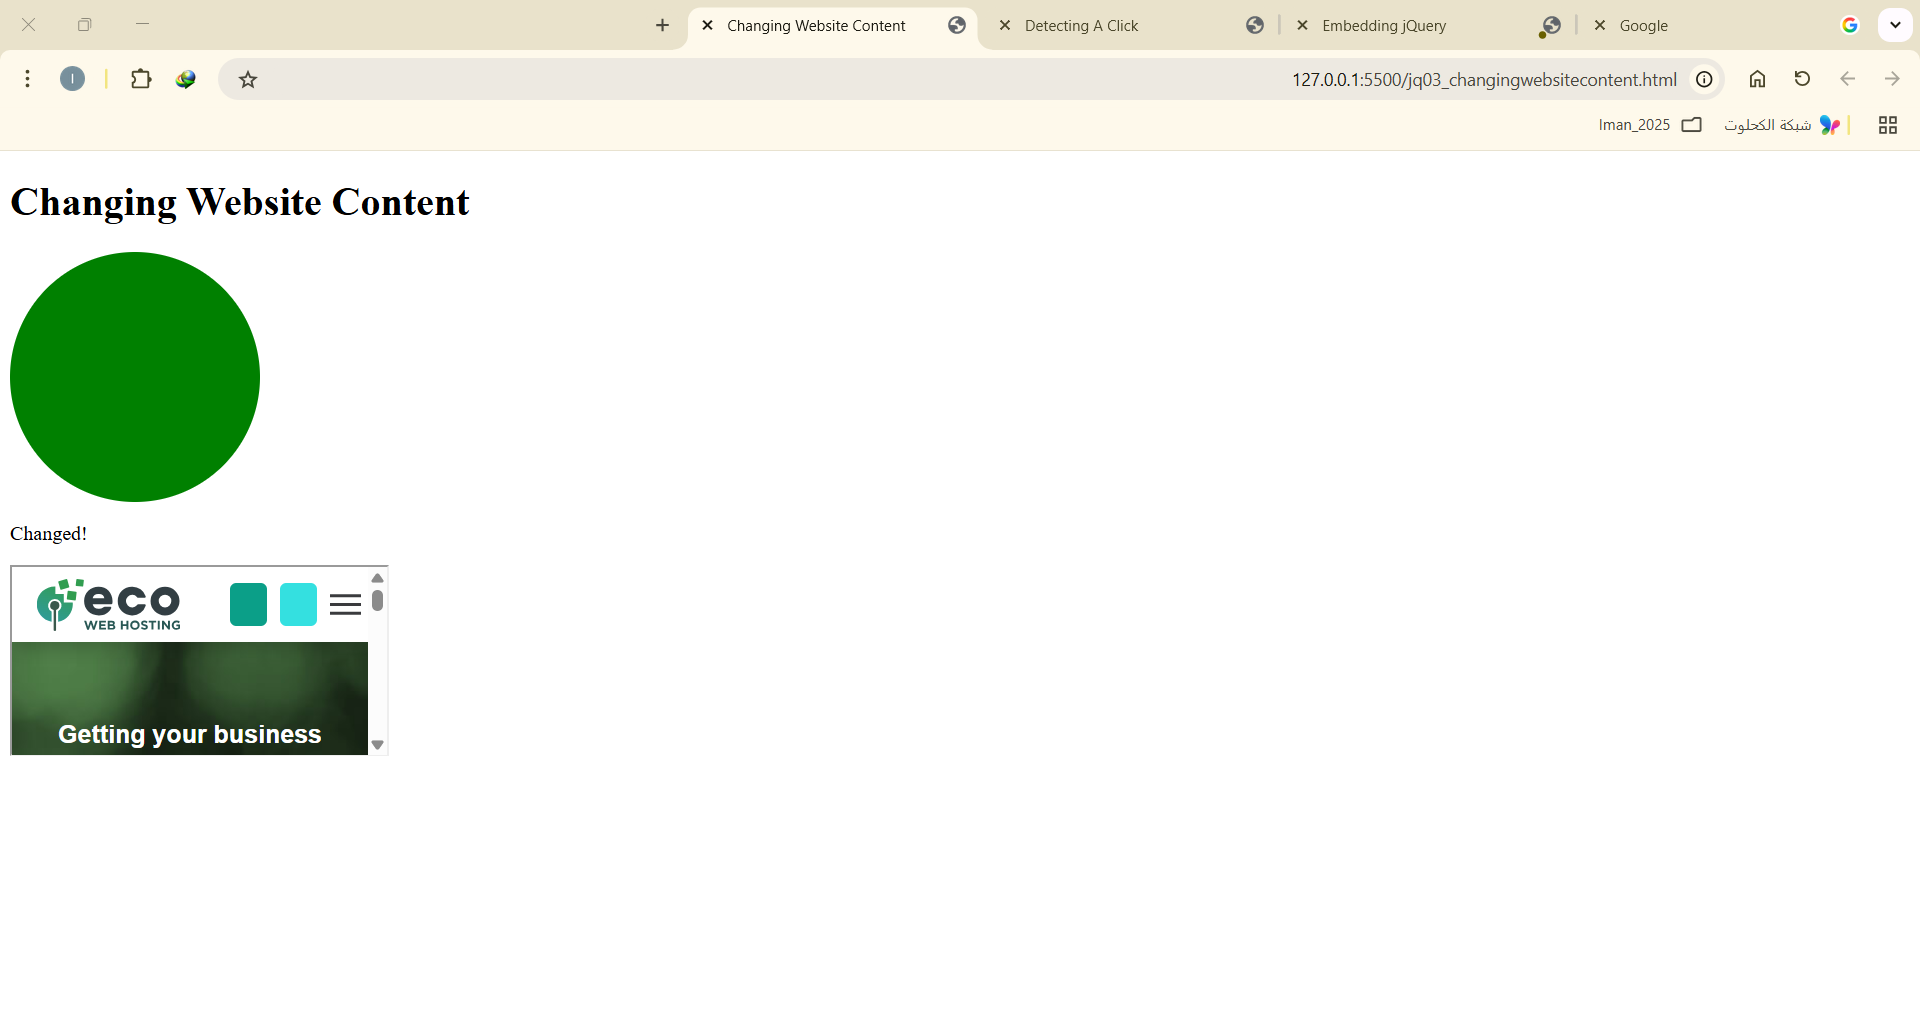 Changing Website Content
Detecting A Click
Embedding jQuery
Google
I
127.0.0.1:5500/jq03_changingwebsitecontent.html
Iman_2025
شبكة الكحلوت
Changing Website Content
Changed!
eco
WEB HOSTING
Getting your business